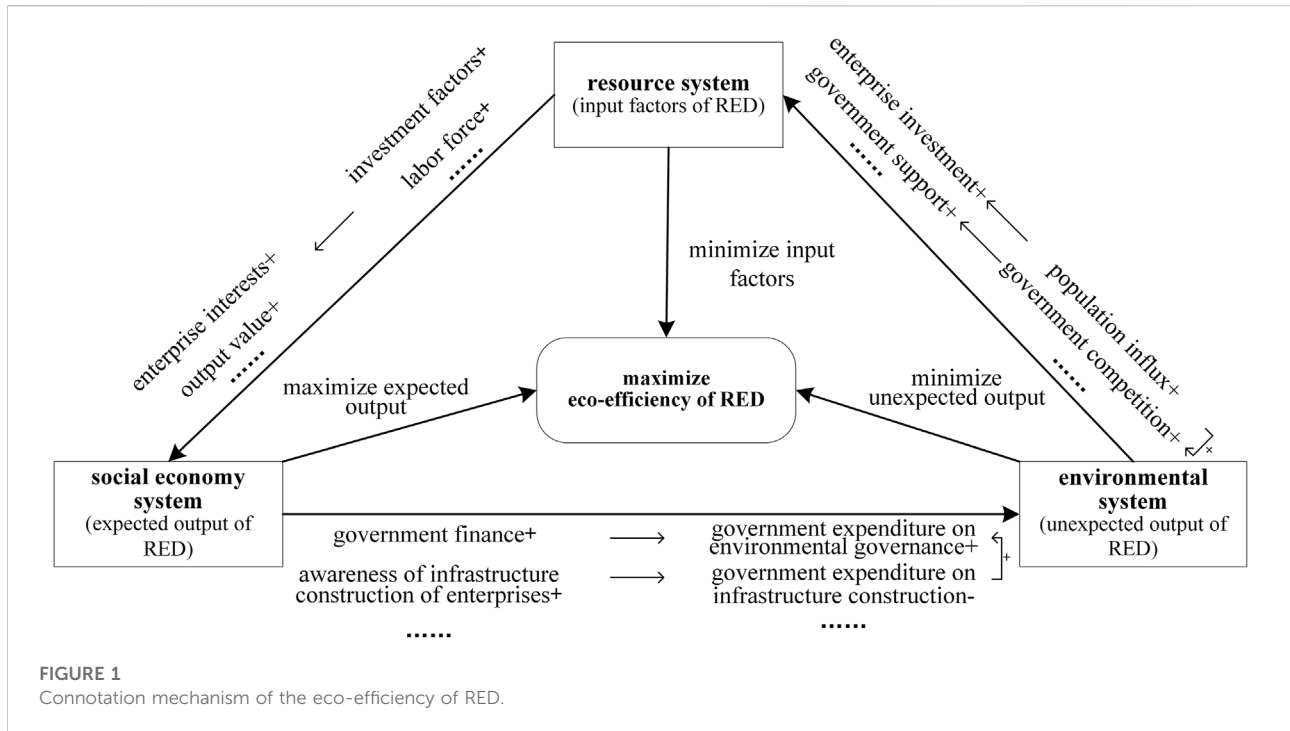 resource system
(input factors of RED)
investment factors+
labor force+
......
enterprise interests+
output value+
......
enterprise investment+
government support+
......
population influx+
government competition+
......
+
minimize input
factors
maximize expected
output
maximize
eco-efficiency of RED
minimize
unexpected output
social economy
system
(expected output of
RED)
environmental
system
(unexpected output of
RED)
government finance+
government expenditure on
environmental governance+
+
awareness of infrastructure
construction of enterprises+
government expenditure on
infrastructure construction-
......
......
FIGURE 1
Connotation mechanism of the eco-efficiency of RED.